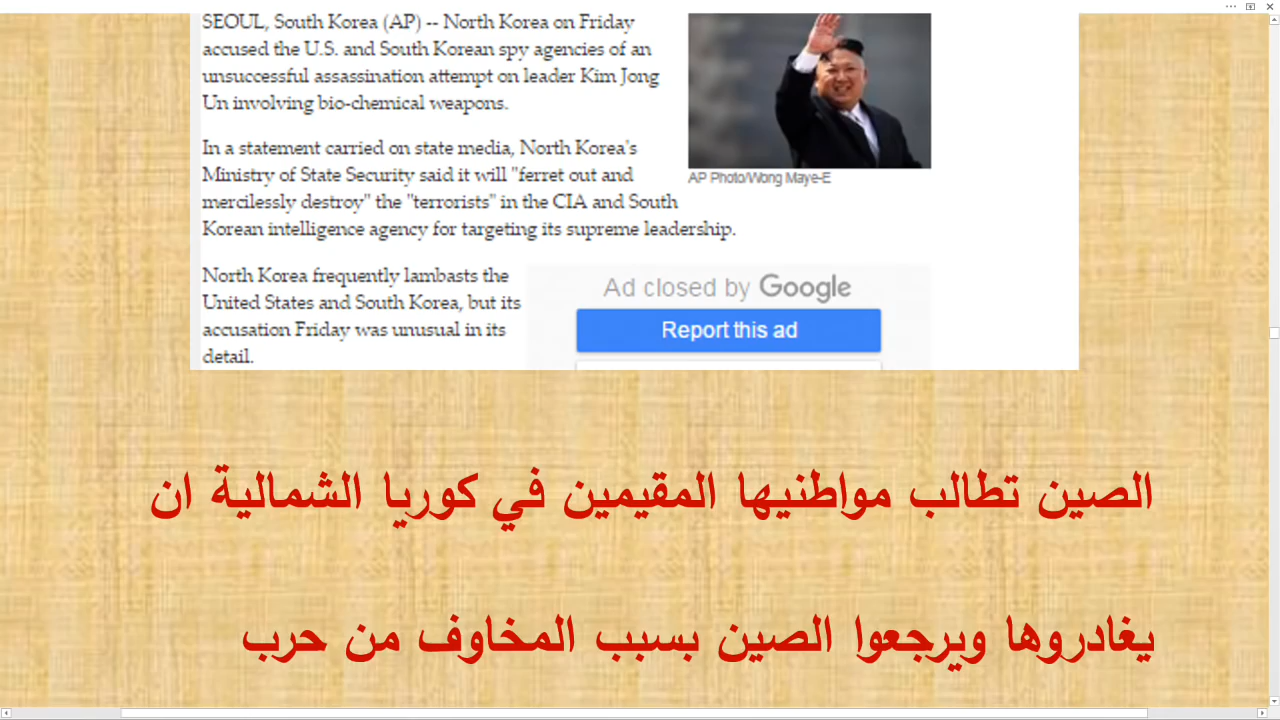 SEOUL, South Korea (AP) -- North Korea on Friday
accused the U.S. and South Korean spy agencies of an
unsuccessful assassination attempt on leader Kim Jong
Un involving bio-chemical weapons.
AP Photo/Wong Maye-E
In a statement carried on state media, North Korea's
Ministry of State Security said it will "ferret out and
mercilessly destroy" the "terrorists" in the CIA and South
Korean intelligence agency for targeting its supreme leadership.
North Korea frequently lambasts the
United States and South Korea, but its
accusation Friday was unusual in its
detail.
Ad closed by Google
Report this ad
الصين تطالب مواطنيها المقيمين في كوريا الشمالية ان
يغادروها ويرجعوا الصين بسبب المخاوف من حرب